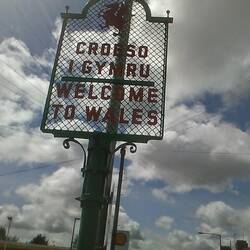 CROESO
I GYMRU
WELCOME
TO WALES